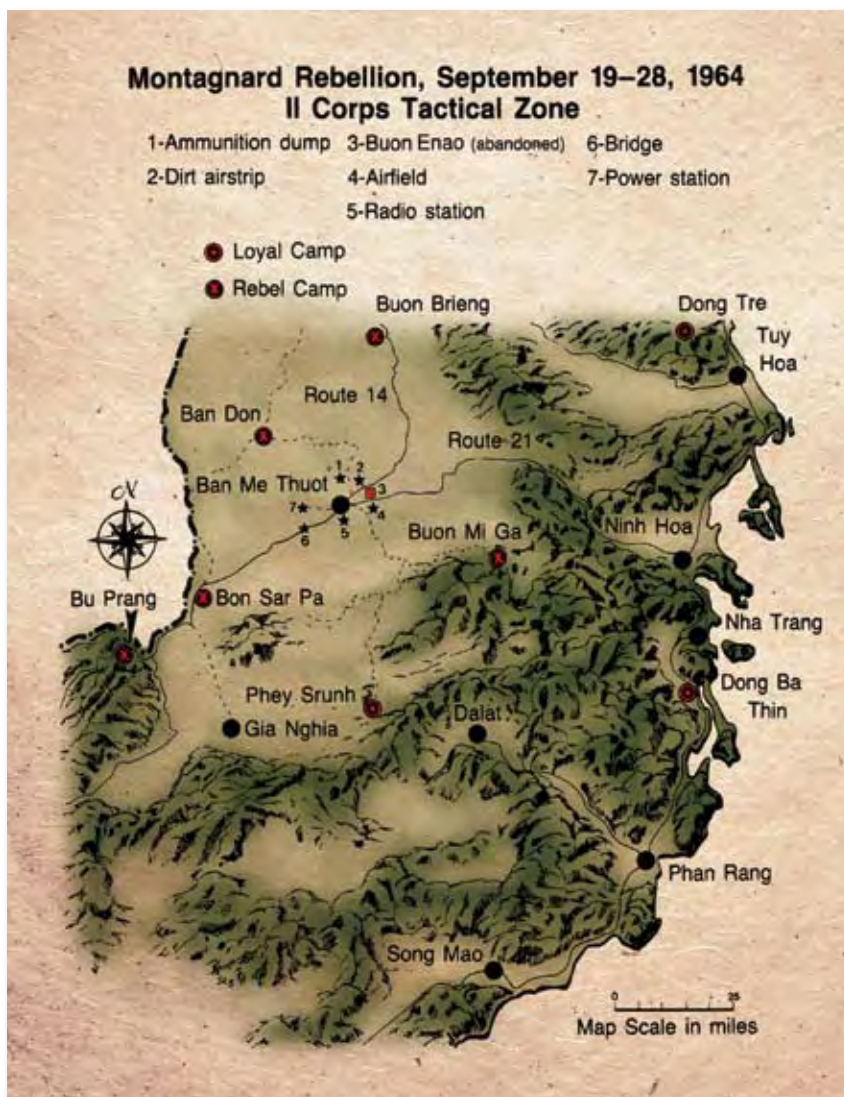 Montagnard Rebellion, September 19–28, 1964
II Corps Tactical Zone
1-Ammunition dump 3-Buon Enao (abandoned) 6-Bridge
2-Dirt airstrip 4-Airfield 7-Power station
5-Radio station
Loyal Camp
Rebel Camp
Buon Brieng
Dong Tre
Tuy
Hoa
Route 14
Ban Don
Route 21
1
2
3
Ban Me Thuot
7
4
5
6
N
Buon Mi Ga
Ninh Hoa
Bu Prang
Bon Sar Pa
Nha Trang
Phey Srunh
Dong Ba
Thin
Gia Nghia
Dalat
Phan Rang
Song Mao
0 25
Map Scale in miles